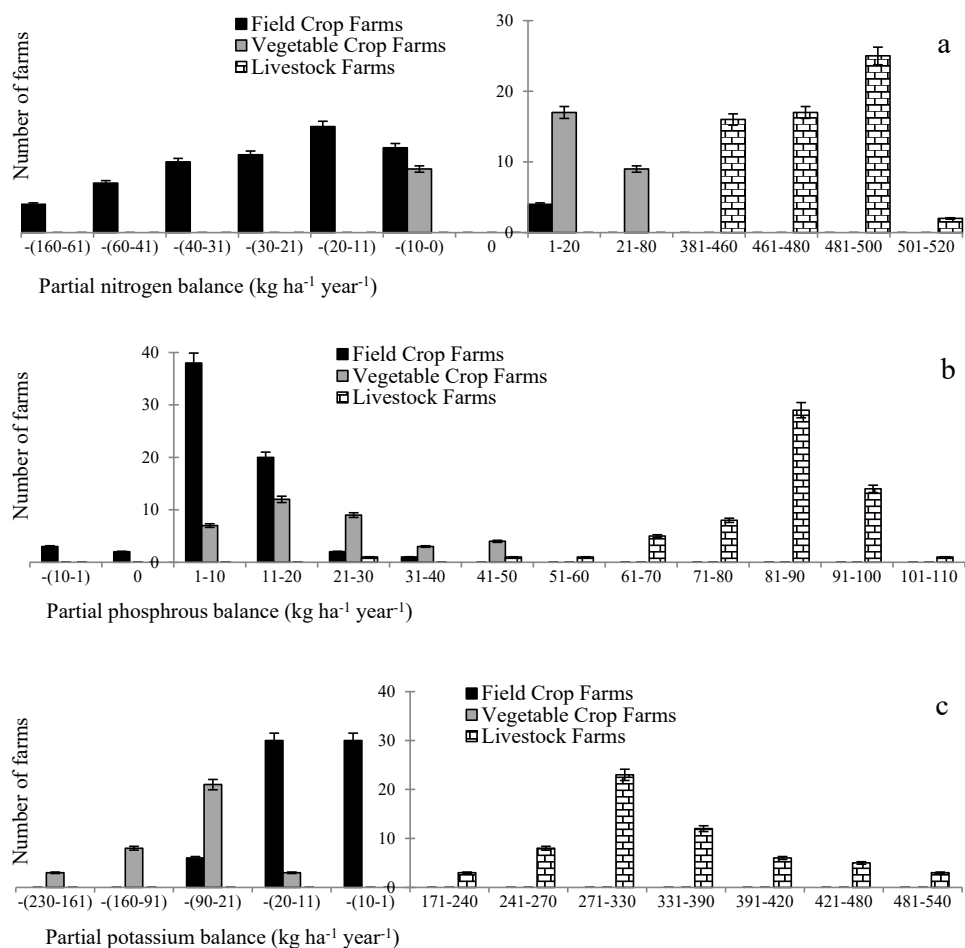 Field Crop Farms
Vegetable Crop Farms
Livestock Farms
a
Number of farms
30
20
10
0
-(160-61) -(60-41) -(40-31) -(30-21) -(20-11) -(10-0) 0 1-20 21-80 381-460 461-480 481-500 501-520
Partial nitrogen balance (kg ha-1 year-1)
Field Crop Farms
Vegetable Crop Farms
Livestock Farms
b
Number of farms
40
30
20
10
0
-(10-1) 0 1-10 11-20 21-30 31-40 41-50 51-60 61-70 71-80 81-90 91-100 101-110
Partial phosphrous balance (kg ha-1 year-1)
Field Crop Farms
Vegetable Crop Farms
Livestock Farms
c
Number of farms
40
30
20
10
0
-(230-161) -(160-91) -(90-21) -(20-11) -(10-1) 171-240 241-270 271-330 331-390 391-420 421-480 481-540
Partial potassium balance (kg ha-1 year-1)